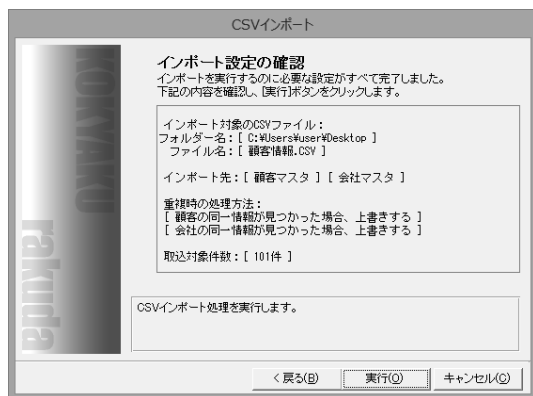 CSVインポート
インポート設定の確認
インポートを実行するのに必要な設定がすべて完了しました。
下記の内容を確認し、[実行]ボタンをクリックします。
インポート対象のCSVファイル：
フォルダー名：[ C:¥Users¥user¥Desktop ]
ファイル名：[ 顧客情報.CSV ]
インポート先：[ 顧客マスタ ] [ 会社マスタ ]
重複時の処理方法：
[ 顧客の同一情報が見つかった場合、上書きする ]
[ 会社の同一情報が見つかった場合、上書きする ]
取込対象件数：[ 101件 ]
KOKYAKU
rakuda
CSVインポート処理を実行します。
< 戻る(B)
実行(O)
キャンセル(C)